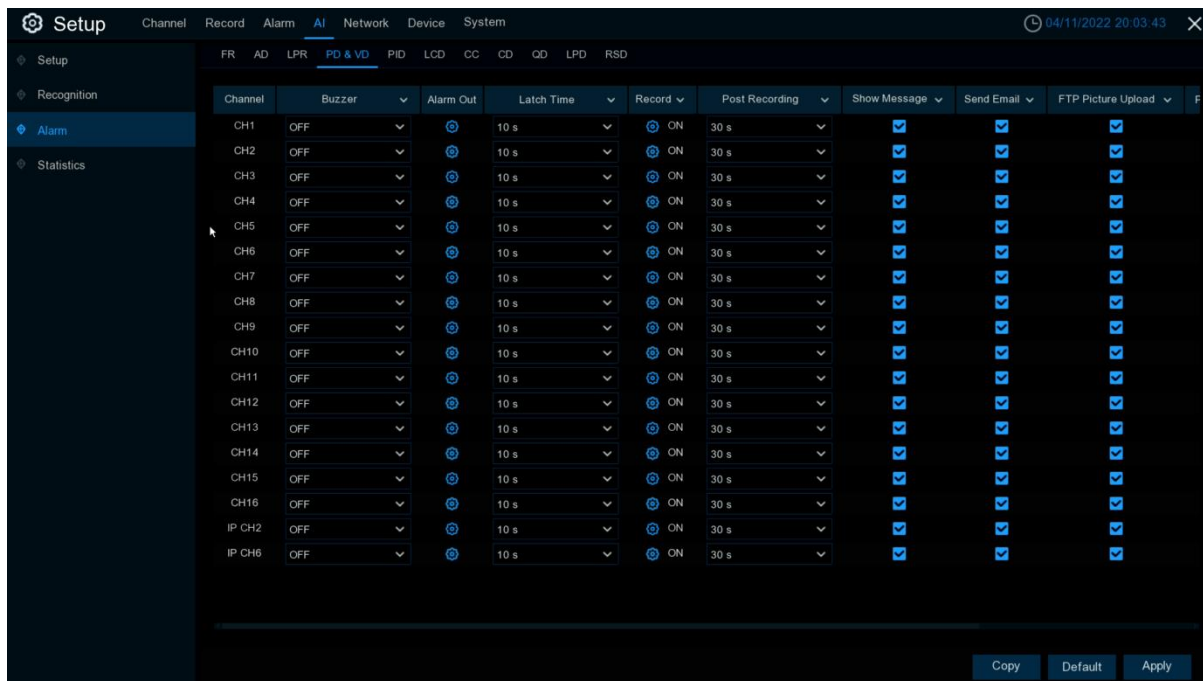 Setup Channel Record Alarm AI Network Device System 04/11/2022 20:03:43
Setup
Recognition
Alarm
Statistics
FR AD LPR PD & VD PID LCD CC CD QD LPD RSD
Channel Buzzer Alarm Out Latch Time Record Post Recording Show Message Send Email FTP Picture Upload F
CH1 OFF 10 s ON 30 s
CH2 OFF 10 s ON 30 s
CH3 OFF 10 s ON 30 s
CH4 OFF 10 s ON 30 s
CH5 OFF 10 s ON 30 s
CH6 OFF 10 s ON 30 s
CH7 OFF 10 s ON 30 s
CH8 OFF 10 s ON 30 s
CH9 OFF 10 s ON 30 s
CH10 OFF 10 s ON 30 s
CH11 OFF 10 s ON 30 s
CH12 OFF 10 s ON 30 s
CH13 OFF 10 s ON 30 s
CH14 OFF 10 s ON 30 s
CH15 OFF 10 s ON 30 s
CH16 OFF 10 s ON 30 s
IP CH2 OFF 10 s ON 30 s
IP CH6 OFF 10 s ON 30 s
Copy Default Apply